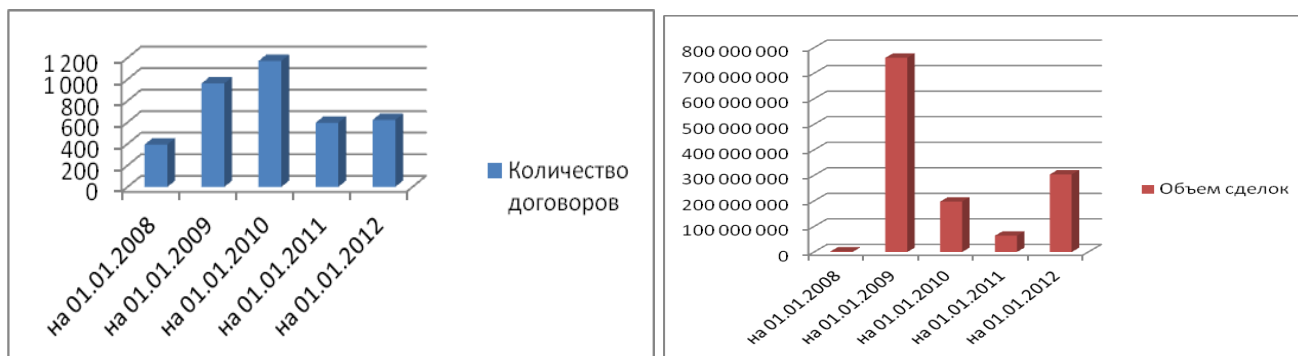 1 200
1 000
800
600
400
200
0
на 01.01.2008
на 01.01.2009
на 01.01.2010
на 01.01.2011
на 01.01.2012
Количество
договоров
800 000 000
700 000 000
600 000 000
500 000 000
400 000 000
300 000 000
200 000 000
100 000 000
0
на 01.01.2008
на 01.01.2009
на 01.01.2010
на 01.01.2011
на 01.01.2012
Объем сделок